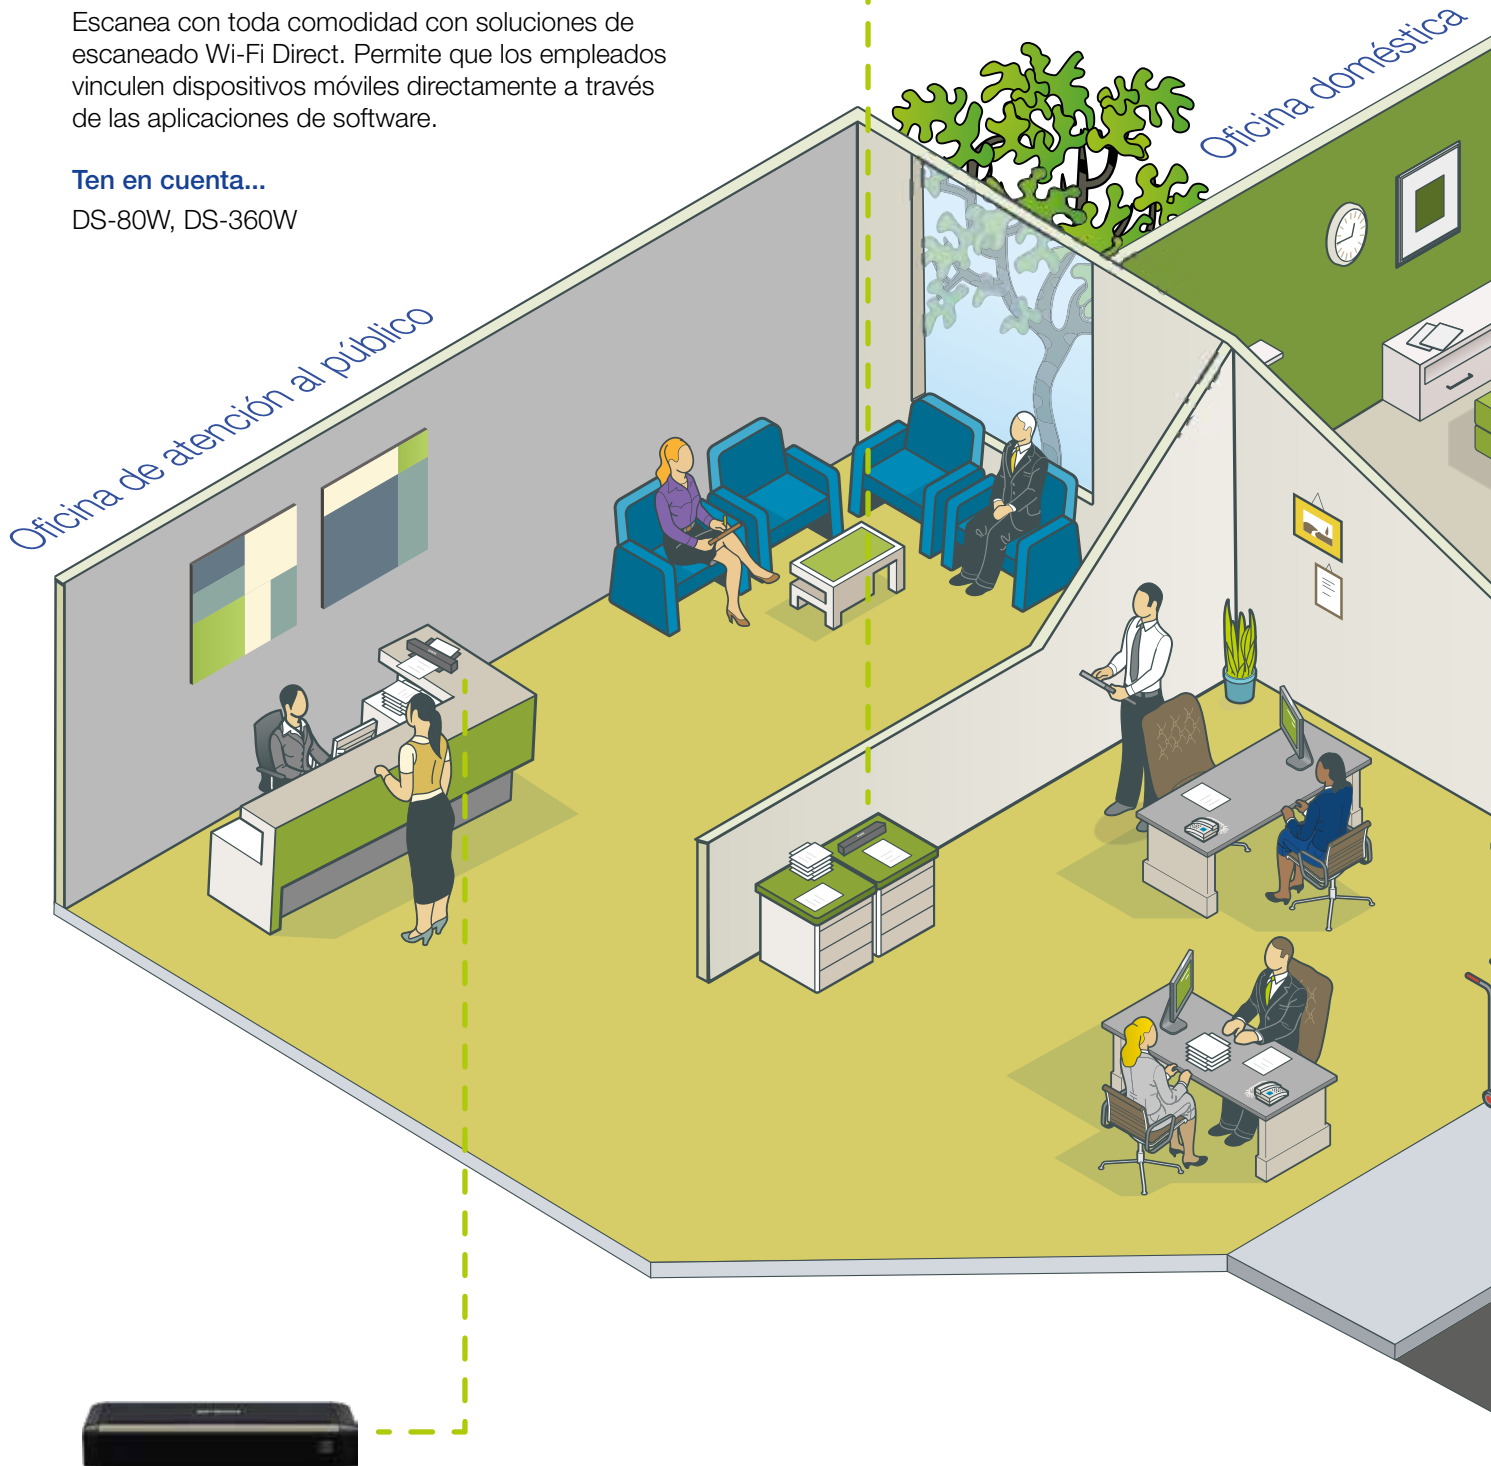 Escanea con toda comodidad con soluciones de
escaneado Wi-Fi Direct. Permite que los empleados
vinculen dispositivos móviles directamente a través
de las aplicaciones de software.
Ten en cuenta...
DS-80W, DS-360W
Oficina doméstica
Oficina de atención al público